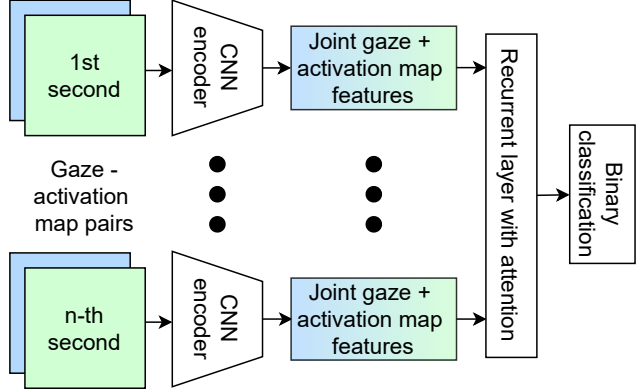 1st
second
CNN
encoder
Joint gaze +
activation map
features
Gaze -
activation
map pairs
n-th
second
CNN
encoder
Joint gaze +
activation map
features
Recurrent layer with attention
Binary
classification